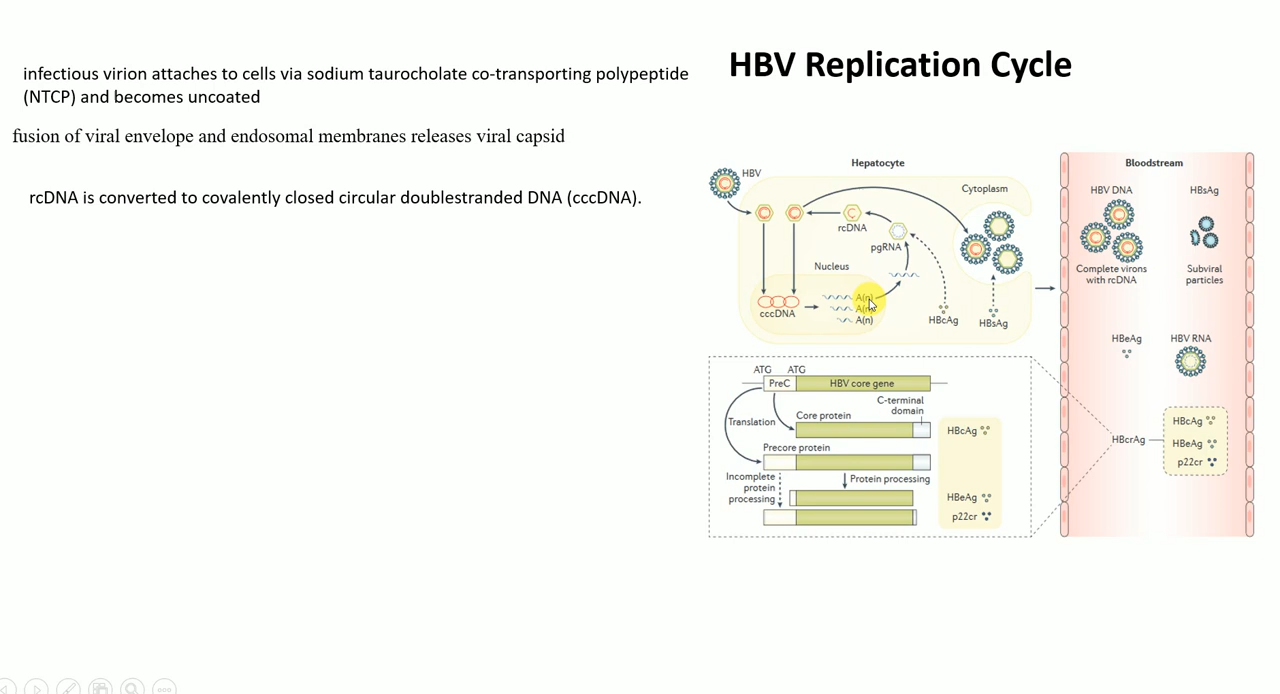 HBV Replication Cycle
infectious virion attaches to cells via sodium taurocholate co-transporting polypeptide
(NTCP) and becomes uncoated
fusion of viral envelope and endosomal membranes releases viral capsid
rcDNA is converted to covalently closed circular doublestranded DNA (cccDNA).
Hepatocyte
HBV
Cytoplasm
rcDNA
pgRNA
Nucleus
cccDNA
A(n)
A(n)
A(n)
HBcAg
HBsAg
Bloodstream
HBV DNA
HBsAg
Complete virons
with rcDNA
Subviral
particles
HBeAg
HBV RNA
HBcrAg
HBcAg
HBeAg
p22cr
ATG
ATG
PreC
HBV core gene
C-terminal
domain
Translation
Core protein
HBcAg
Precore protein
Incomplete
protein
processing
Protein processing
HBeAg
p22cr